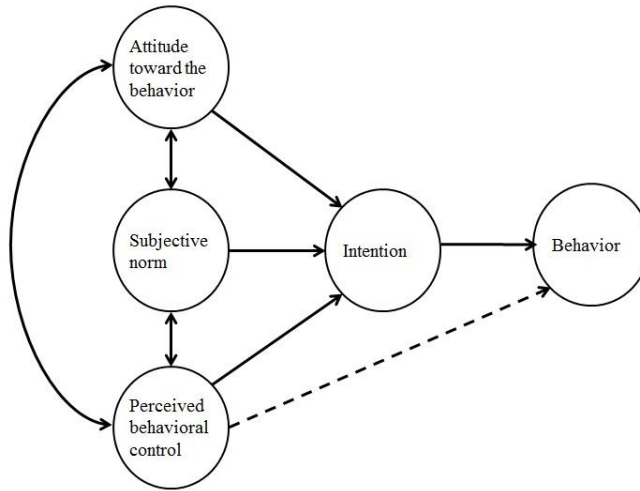 Attitude
toward the
behavior
Subjective
norm
Intention
Behavior
Perceived
behavioral
control